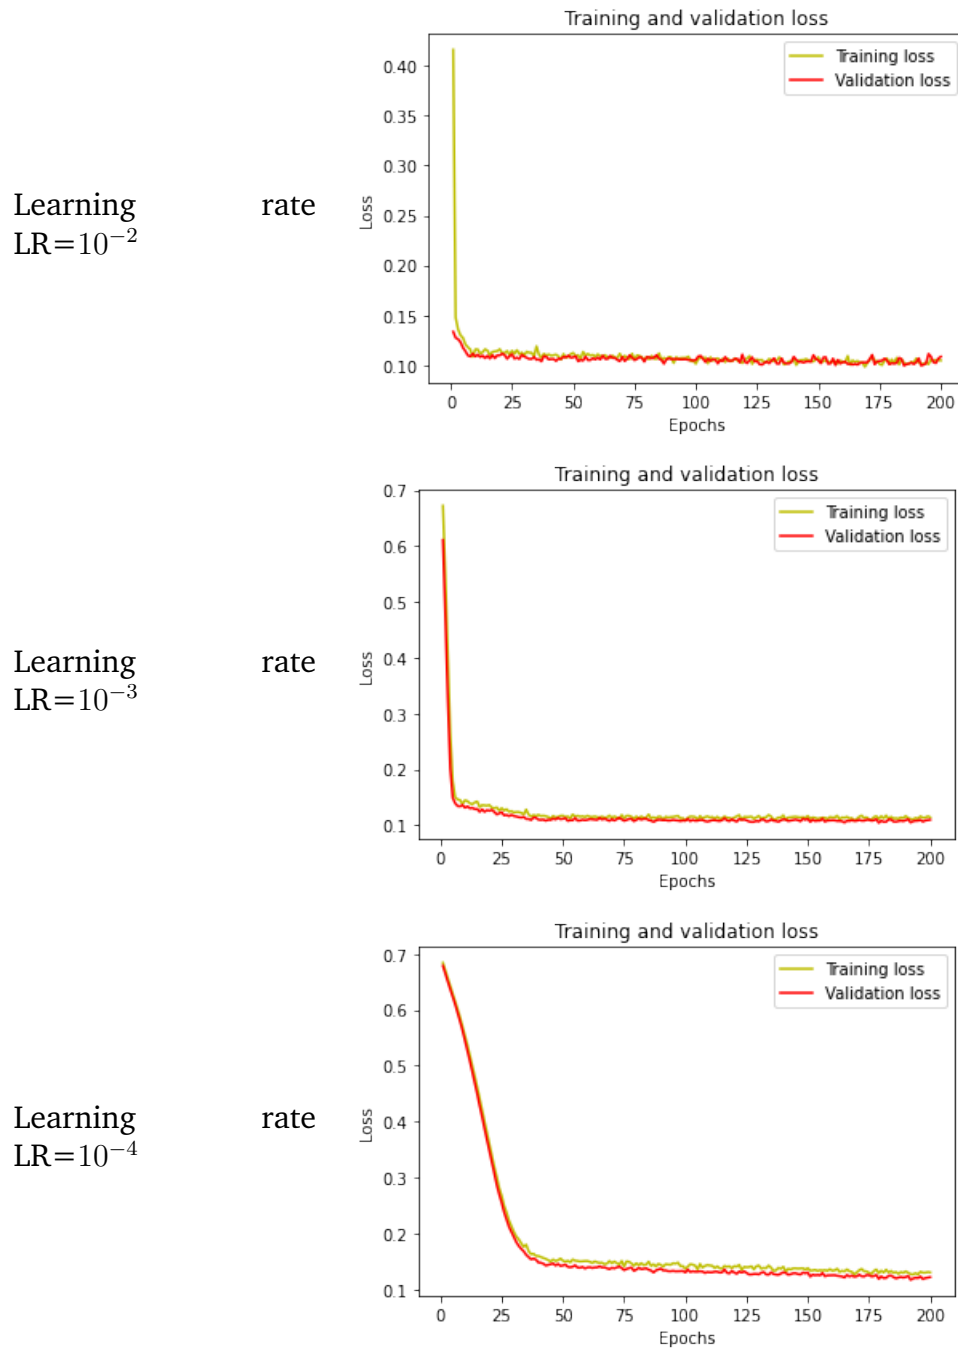 Training and validation loss
Training loss
Validation loss
0.40
0.35
0.30
0.25
0.20
0.15
0.10
Loss
0 25 50 75 100 125 150 175 200
Epochs
Learning rate
LR=10⁻²
Training and validation loss
Training loss
Validation loss
0.7
0.6
0.5
0.4
0.3
0.2
0.1
Loss
0 25 50 75 100 125 150 175 200
Epochs
Learning rate
LR=10⁻³
Training and validation loss
Training loss
Validation loss
0.7
0.6
0.5
0.4
0.3
0.2
0.1
Loss
0 25 50 75 100 125 150 175 200
Epochs
Learning rate
LR=10⁻⁴